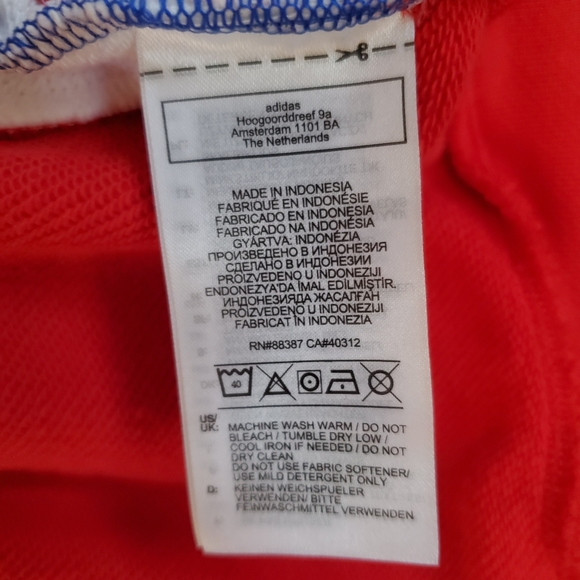 adidas
Hoogoorddreef 9a
Amsterdam 1101 BA
The Netherlands
MADE IN INDONESIA
FABRIQUÉ EN INDONÉSIE
FABRICADO EN INDONESIA
FABRICADO NA INDONÉSIA
GYÁRTVA: INDONÉZIA
ПРОИЗВЕДЕНО В ИНДОНЕЗИЯ
СДЕЛАНО В ИНДОНЕЗИИ
PROIZVEDENO U INDONEZIJI
ENDONEZYA'DA İMAL EDİLMİŞTİR.
ИНДОНЕЗИЯДА ЖАСАЛҒАН
PROIZVEDENO U INDONEZIJI
FABRICAT ÎN INDONEZIA
RN#88387 CA#40312
40
US/
UK: MACHINE WASH WARM / DO NOT
BLEACH / TUMBLE DRY LOW /
COOL IRON IF NEEDED / DO NOT
DRY CLEAN
DO NOT USE FABRIC SOFTENER/
USE MILD DETERGENT ONLY
D: KEINEN WEICHSPUELER
VERWENDEN/ BITTE
FEINWASCHMITTEL VERWENDEN